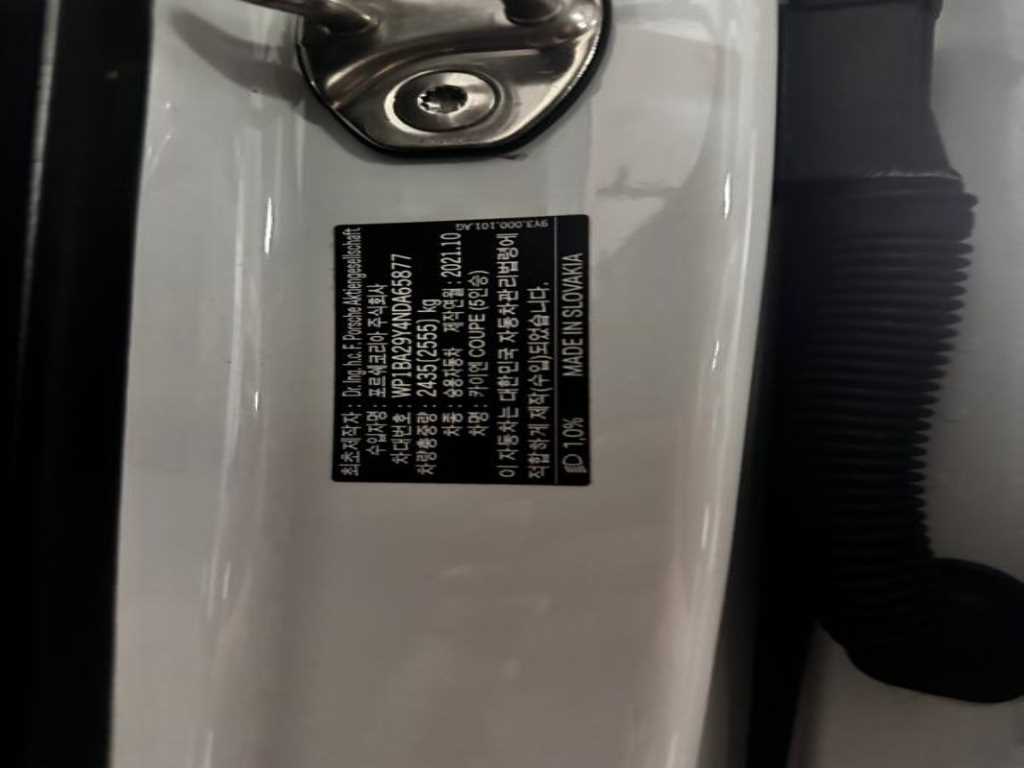 최초제작자 : Dr. Ing. h.c. F. Porsche Aktiengesellschaft
수입자명 : 포르쉐코리아 주식회사
차대번호 : WP1BA29Y4NDA65877
차량총중량 : 2435 [2555] kg
차종 : 승용자동차 제작연월 : 2021.10
차명 : 카이엔 COUPE (5인승)
9Y3.000.101.AG
이 자동차는 대한민국 자동차관리법령에
적합하게 제작(수입)되었습니다.
1,0% MADE IN SLOVAKIA